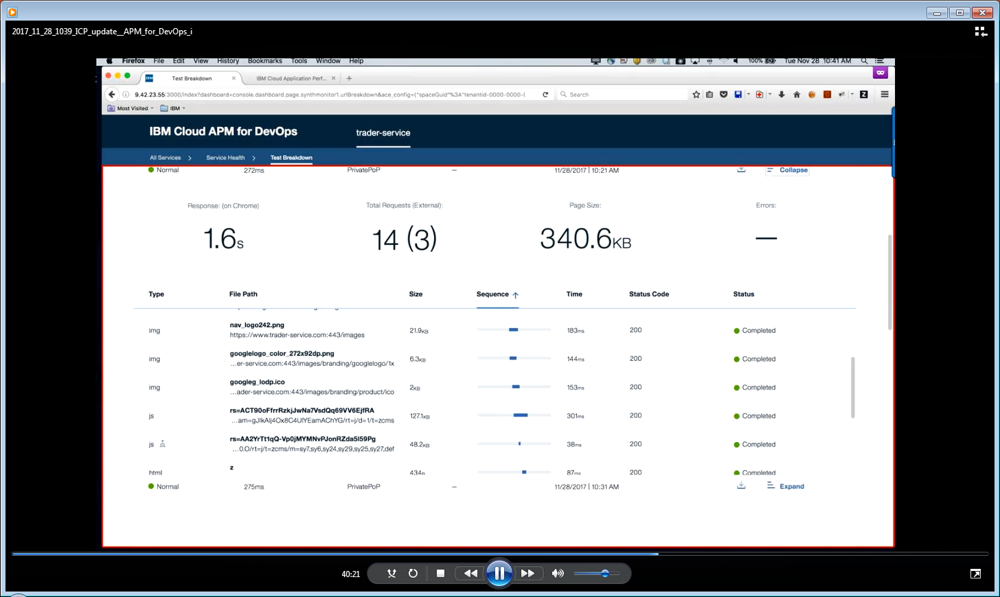 2017_11_28_1039_ICP_update__APM_for_DevOps_i
Firefox File Edit View History Bookmarks Tools Window Help 100% Tue Nov 28 10:41 AM
IBM Test Breakdown × IBM Cloud Application Perf... × +
9.42.23.55:3000/index?dashboard=console.dashboard.page.synthmonitor1.urlBreakdown&ace_config={"spaceGuid"%3A"tenantid-0000-0000-( Search
Most Visited IBM
IBM Cloud APM for DevOps trader-service
All Services > Service Health > Test Breakdown
Normal 272ms PrivatePoP – 11/28/2017 | 10:21 AM Collapse
Response: (on Chrome) Total Requests (External): Page Size: Errors:
1.6s 14 (3) 340.6KB —
Type File Path Size Sequence Time Status Code Status
nav_logo242.png
img https://www.trader-service.com:443/images 21.9KB 183ms 200 Completed
googlelogo_color_272x92dp.png
img ...er-service.com:443/images/branding/googlelogo/1x 6.3KB 144ms 200 Completed
googleg_lodp.ico
img ...ader-service.com:443/images/branding/product/ico 2KB 153ms 200 Completed
rs=ACT90oFfrrRzkjJwNa7VsdQq69VV6EjfRA
js ...am=gJIkAIj4Ox8C4UIYEamAChYG/rt=j/d=1/t=zcms 127.1KB 301ms 200 Completed
rs=AA2YrTt1qQ-Vp0jMYMNvPJonRZda5I59Pg
js ...0.O/rt=j/t=zcms/m=sy7,sy6,sy24,sy29,sy25,sy27,def 48.2KB 38ms 200 Completed
z
html 434B 87ms 200 Completed
Normal 275ms PrivatePoP – 11/28/2017 | 10:31 AM Expand
40:21